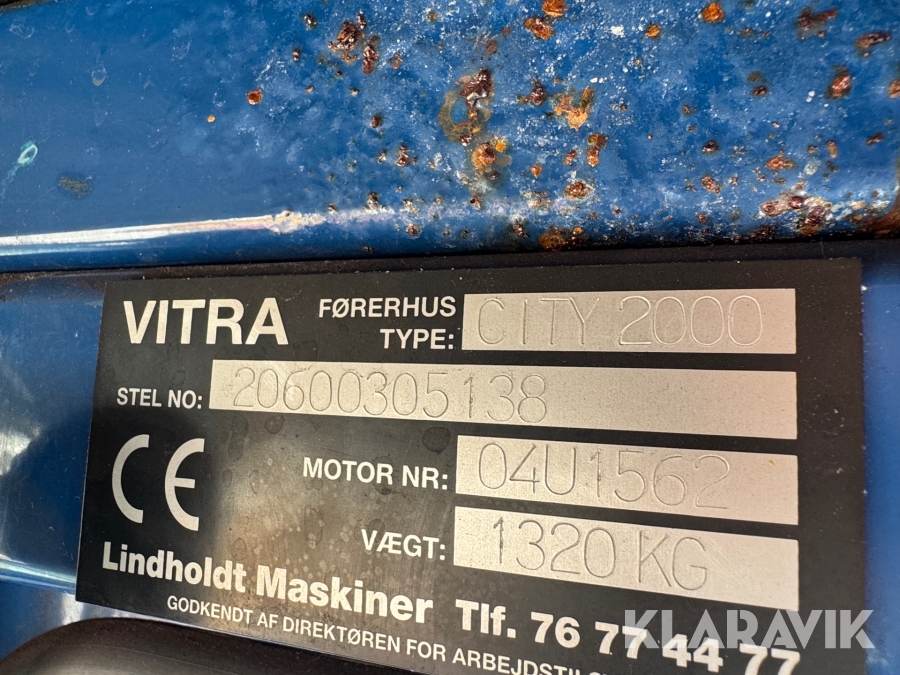 VITRA FØRERHUS TYPE: CITY 2000
STEL NO: 20600305138
CE
MOTOR NR: 04U1562
VÆGT: 1320 KG
Lindholdt Maskiner Tlf. 76 77 44 77
GODKENDT AF DIREKTØREN FOR
KLARAVIK